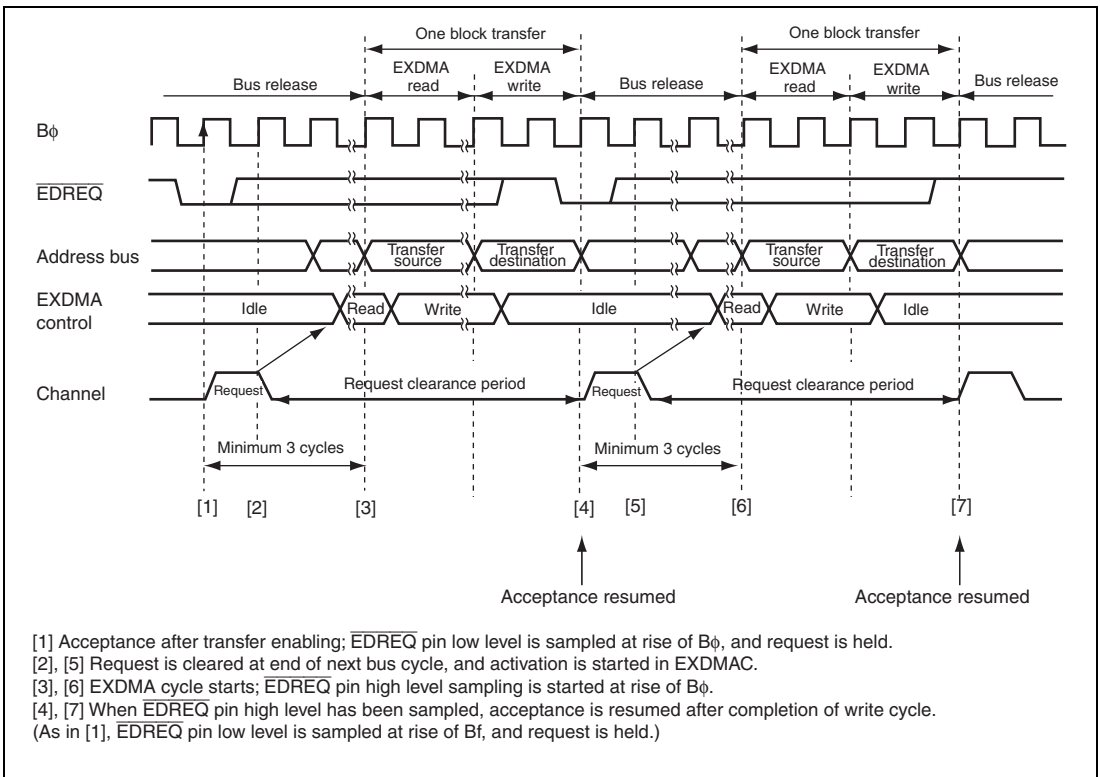 One block transfer One block transfer
Bus release EXDMA read EXDMA write Bus release EXDMA read EXDMA write Bus release
Bϕ
EDREQ
Address bus Transfer source Transfer destination Transfer source Transfer destination
EXDMA control Idle Read Write Idle Read Write Idle
Channel Request Request clearance period Request Request clearance period
Minimum 3 cycles Minimum 3 cycles
[1] [2] [3] [4] [5] [6] [7]
Acceptance resumed Acceptance resumed
[1] Acceptance after transfer enabling; EDREQ pin low level is sampled at rise of Bϕ, and request is held.
[2], [5] Request is cleared at end of next bus cycle, and activation is started in EXDMAC.
[3], [6] EXDMA cycle starts; EDREQ pin high level sampling is started at rise of Bϕ.
[4], [7] When EDREQ pin high level has been sampled, acceptance is resumed after completion of write cycle.
(As in [1], EDREQ pin low level is sampled at rise of Bf, and request is held.)